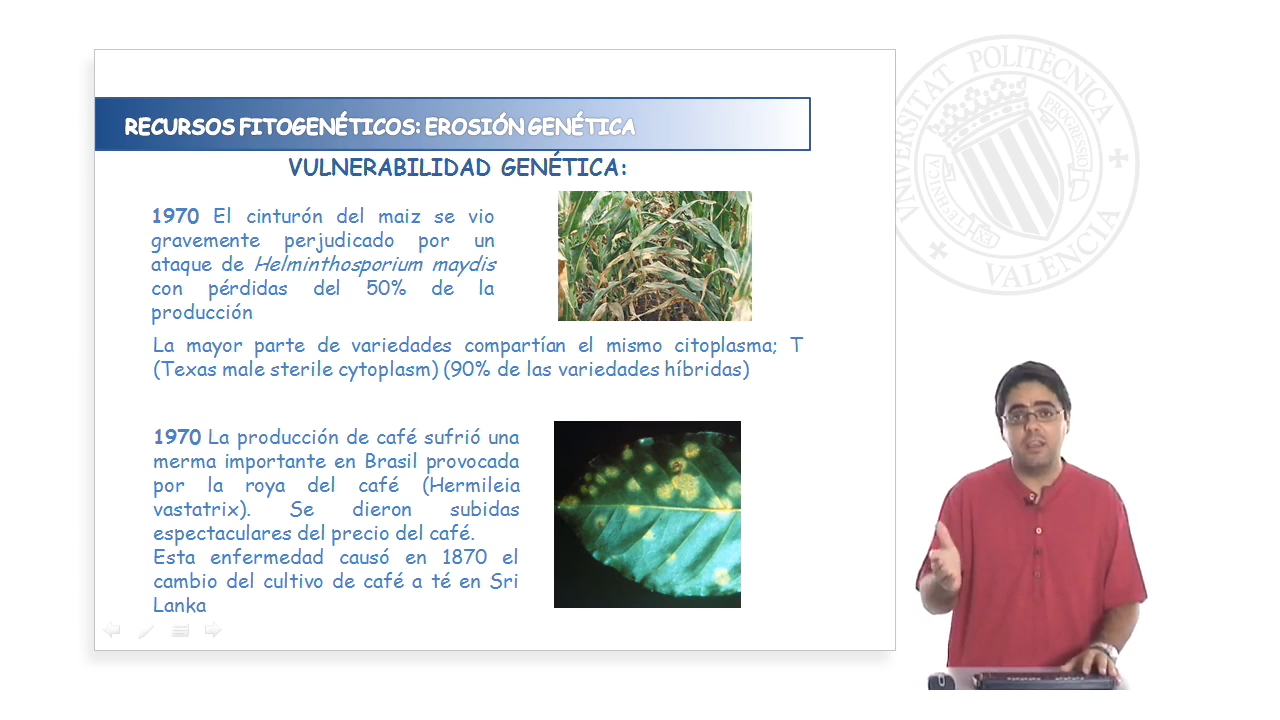 RECURSOS FITOGENÉTICOS: EROSIÓN GENÉTICA
VULNERABILIDAD GENÉTICA:
1970 El cinturón del maiz se vio
gravemente perjudicado por un
ataque de Helminthosporium maydis
con pérdidas del 50% de la
producción
La mayor parte de variedades compartían el mismo citoplasma; T
(Texas male sterile cytoplasm) (90% de las variedades híbridas)
1970 La producción de café sufrió una
merma importante en Brasil provocada
por la roya del café (Hermileia
vastatrix). Se dieron subidas
espectaculares del precio del café.
Esta enfermedad causó en 1870 el
cambio del cultivo de café a té en Sri
Lanka
UNIVERSITAT POLITÈCNICA
VALÈNCIA